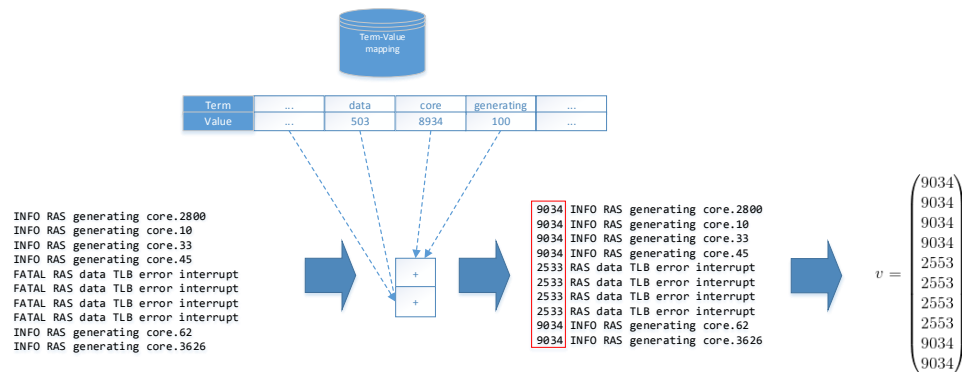 Term-Value
mapping
Term ... data core generating ...
Value ... 503 8934 100 ...
INFO RAS generating core.2800
INFO RAS generating core.10
INFO RAS generating core.33
INFO RAS generating core.45
FATAL RAS data TLB error interrupt
FATAL RAS data TLB error interrupt
FATAL RAS data TLB error interrupt
FATAL RAS data TLB error interrupt
INFO RAS generating core.62
INFO RAS generating core.3626
+
+
9034 INFO RAS generating core.2800
9034 INFO RAS generating core.10
9034 INFO RAS generating core.33
9034 INFO RAS generating core.45
2533 RAS data TLB error interrupt
2533 RAS data TLB error interrupt
2533 RAS data TLB error interrupt
2533 RAS data TLB error interrupt
9034 INFO RAS generating core.62
9034 INFO RAS generating core.3626
v =
9034
9034
9034
9034
2553
2553
2553
2553
9034
9034